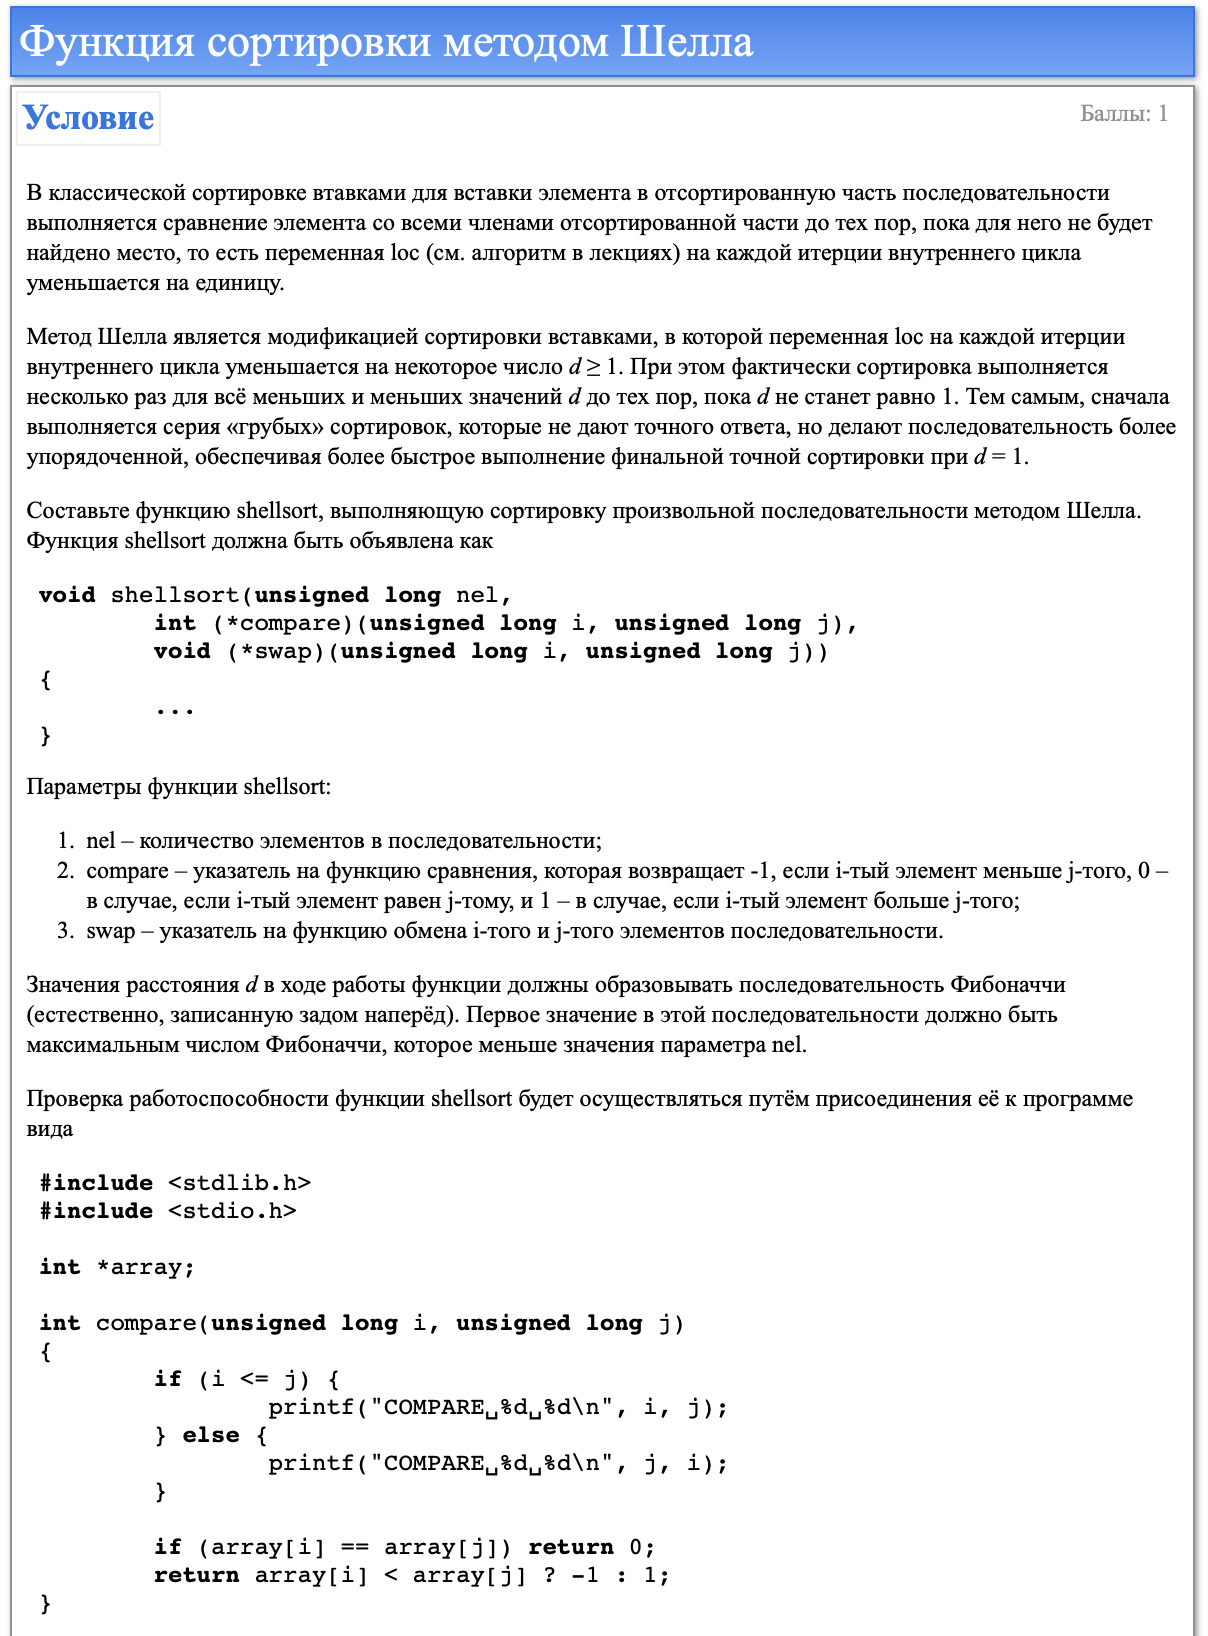 Функция сортировки методом Шелла
Условие
Баллы: 1
В классической сортировке втавками для вставки элемента в отсортированную часть последовательности
выполняется сравнение элемента со всеми членами отсортированной части до тех пор, пока для него не будет
найдено место, то есть переменная loc (см. алгоритм в лекциях) на каждой итерции внутреннего цикла
уменьшается на единицу.
Метод Шелла является модификацией сортировки вставками, в которой переменная loc на каждой итерции
внутреннего цикла уменьшается на некоторое число d ≥ 1. При этом фактически сортировка выполняется
несколько раз для всё меньших и меньших значений d до тех пор, пока d не станет равно 1. Тем самым, сначала
выполняется серия «грубых» сортировок, которые не дают точного ответа, но делают последовательность более
упорядоченной, обеспечивая более быстрое выполнение финальной точной сортировки при d = 1.
Составьте функцию shellsort, выполняющую сортировку произвольной последовательности методом Шелла.
Функция shellsort должна быть объявлена как
void shellsort(unsigned long nel,
        int (*compare)(unsigned long i, unsigned long j),
        void (*swap)(unsigned long i, unsigned long j))
{
        ...
}
Параметры функции shellsort:
1. nel – количество элементов в последовательности;
2. compare – указатель на функцию сравнения, которая возвращает -1, если i-тый элемент меньше j-того, 0 –
в случае, если i-тый элемент равен j-тому, и 1 – в случае, если i-тый элемент больше j-того;
3. swap – указатель на функцию обмена i-того и j-того элементов последовательности.
Значения расстояния d в ходе работы функции должны образовывать последовательность Фибоначчи
(естественно, записанную задом наперёд). Первое значение в этой последовательности должно быть
максимальным числом Фибоначчи, которое меньше значения параметра nel.
Проверка работоспособности функции shellsort будет осуществляться путём присоединения её к программе
вида
#include <stdlib.h>
#include <stdio.h>
int *array;
int compare(unsigned long i, unsigned long j)
{
        if (i <= j) {
                printf("COMPARE␣%d␣%d\n", i, j);
        } else {
                printf("COMPARE␣%d␣%d\n", j, i);
        }
        if (array[i] == array[j]) return 0;
        return array[i] < array[j] ? -1 : 1;
}